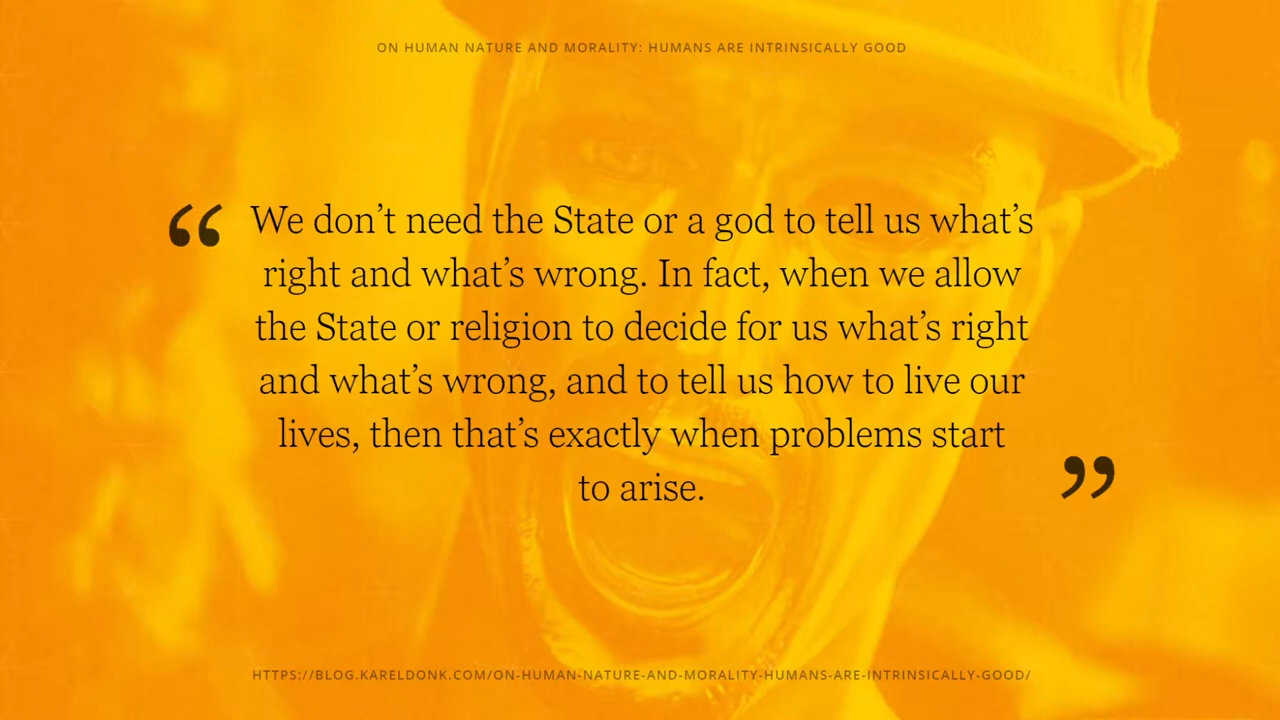 ON HUMAN NATURE AND MORALITY: HUMANS ARE INTRINSICALLY GOOD
“We don’t need the State or a god to tell us what’s
right and what’s wrong. In fact, when we allow
the State or religion to decide for us what’s right
and what’s wrong, and to tell us how to live our
lives, then that’s exactly when problems start
to arise.”
HTTPS://BLOG.KARELDONK.COM/ON-HUMAN-NATURE-AND-MORALITY-HUMANS-ARE-INTRINSICALLY-GOOD/